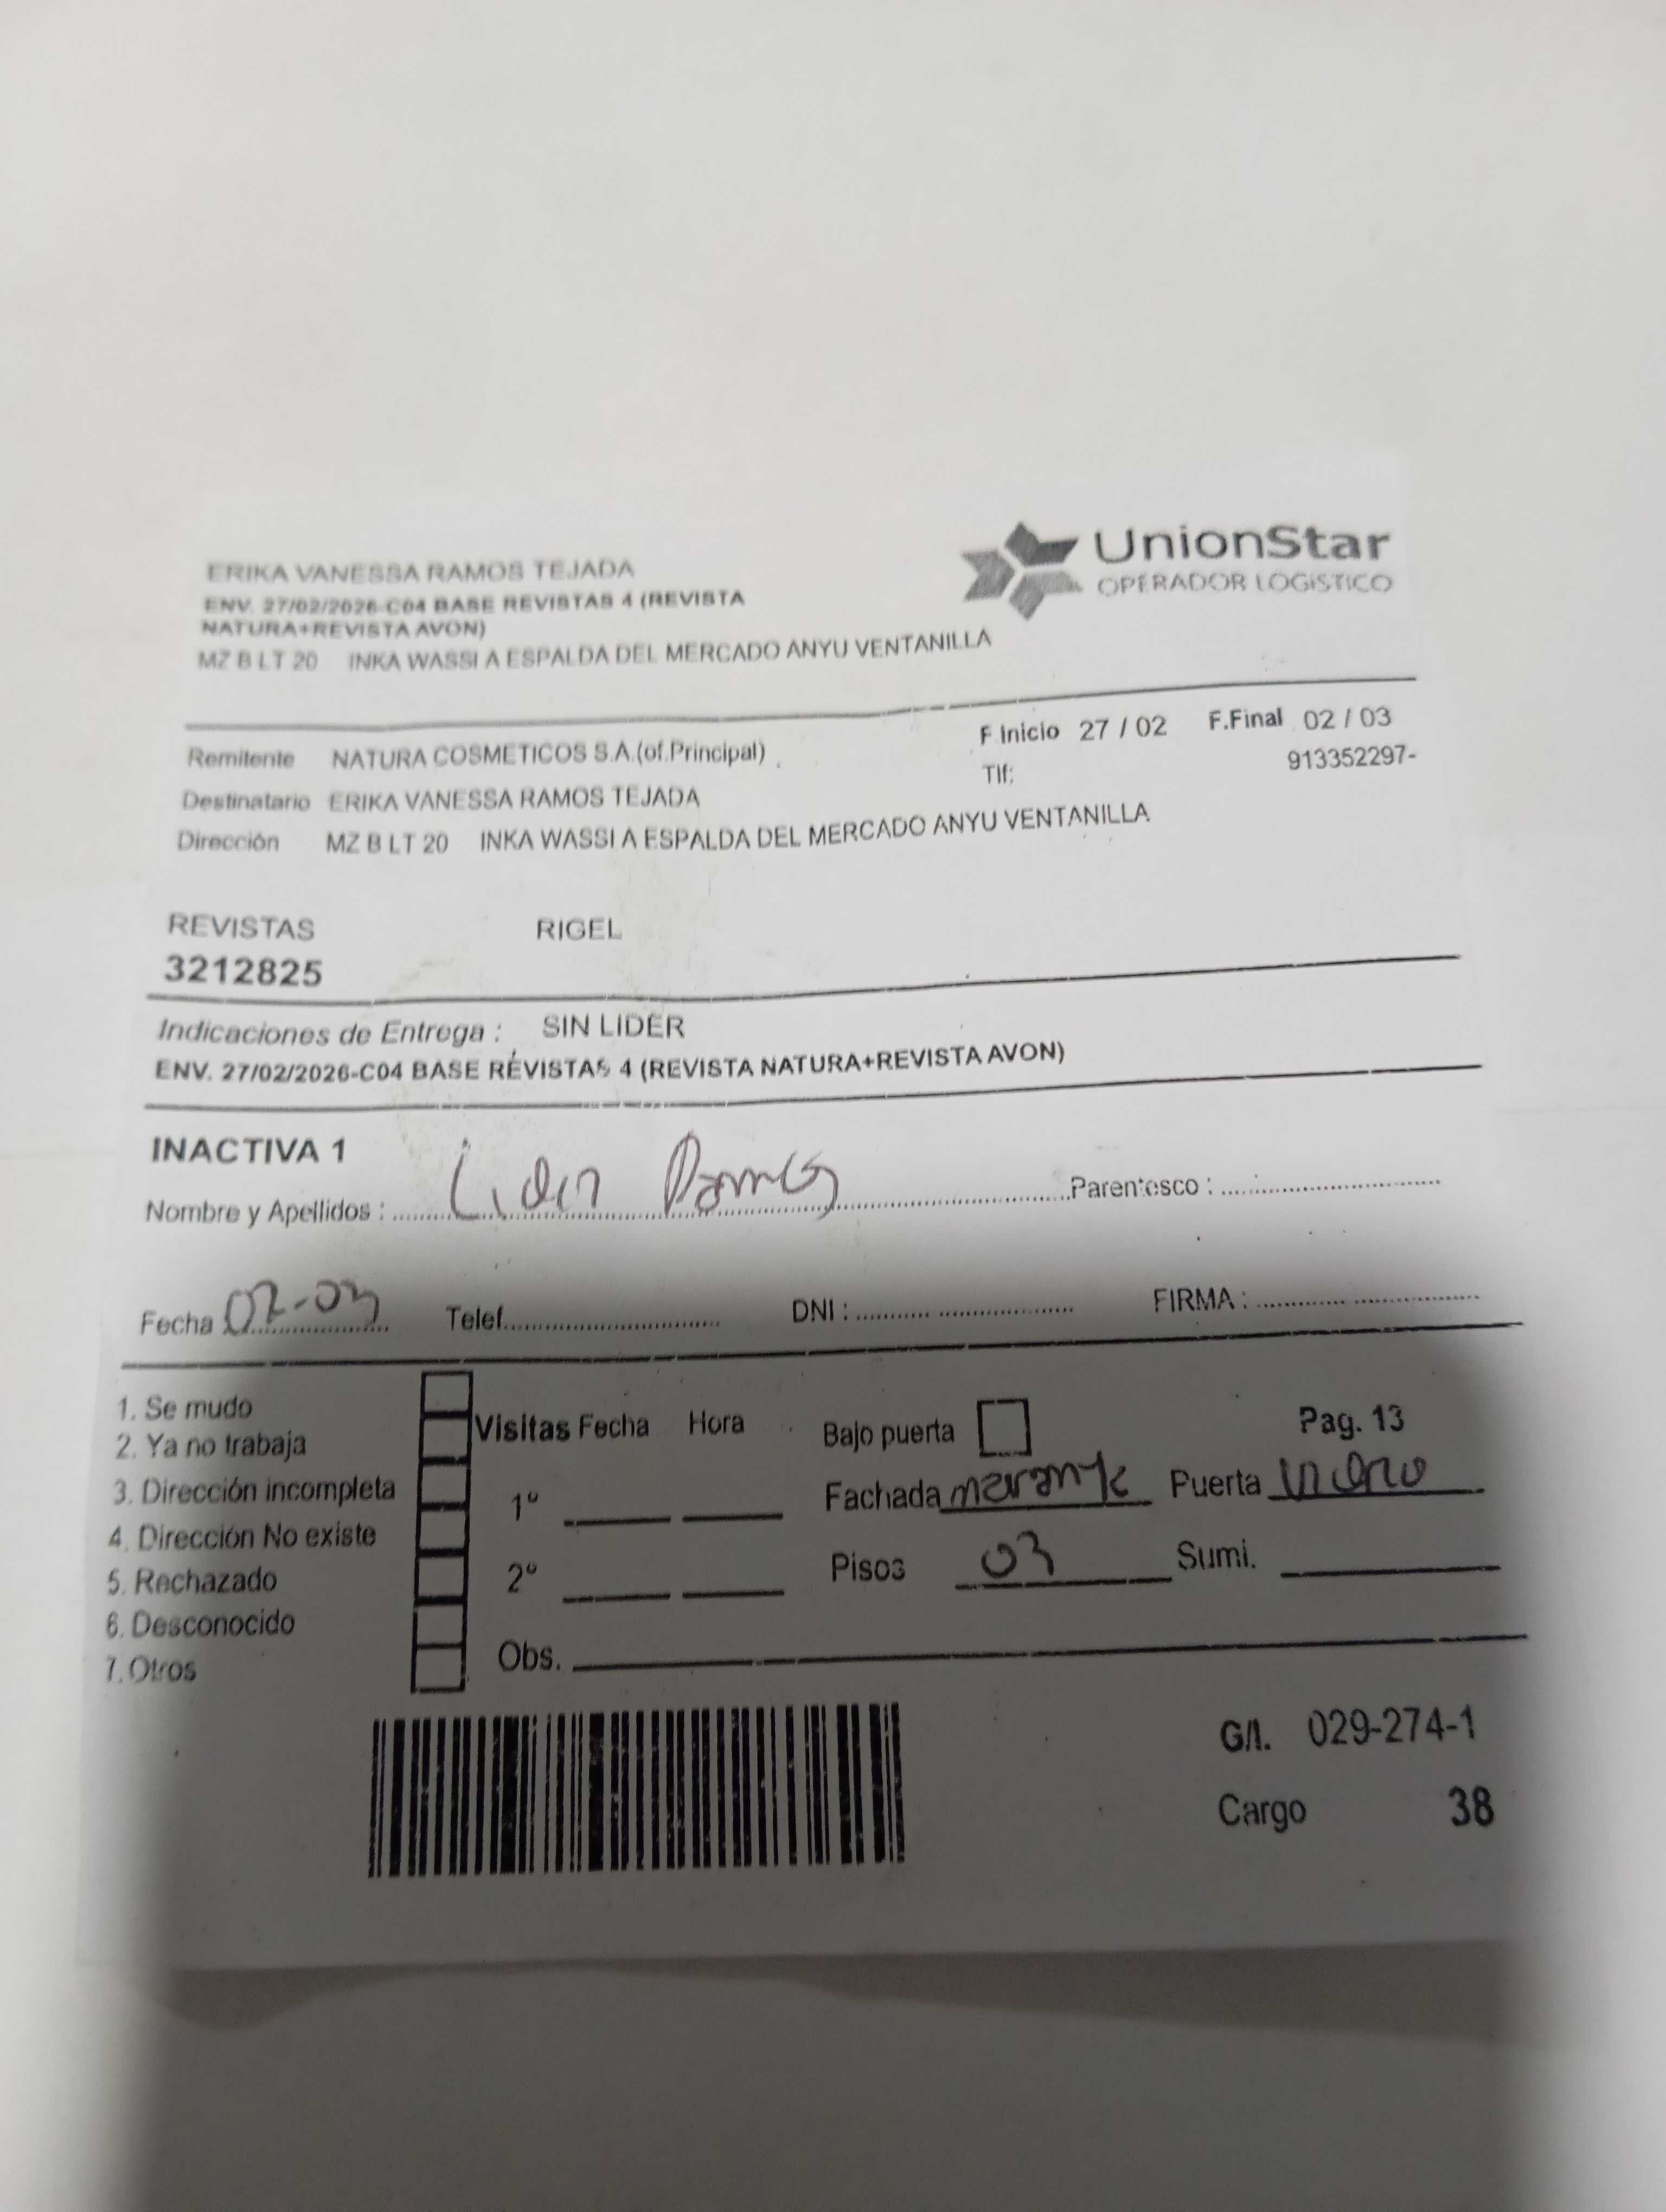 UnionStar
OPERADOR LOGÍSTICO
ERIKA VANESSA RAMOS TEJADA
ENV. 27/02/2026-C04 BASE REVISTAS 4 (REVISTA
NATURA+REVISTA AVON)
MZ B LT 20 INKA WASSI A ESPALDA DEL MERCADO ANYU VENTANILLA
F Inicio 27 / 02 F.Final 02 / 03
Remitente NATURA COSMETICOS S.A.(of.Principal)
Tlf: 913352297-
Destinatario ERIKA VANESSA RAMOS TEJADA
Dirección MZ B LT 20 INKA WASSI A ESPALDA DEL MERCADO ANYU VENTANILLA
REVISTAS RIGEL
3212825
Indicaciones de Entrega : SIN LIDER
ENV. 27/02/2026-C04 BASE REVISTAS 4 (REVISTA NATURA+REVISTA AVON)
INACTIVA 1
Nombre y Apellidos : Ramos Parentesco :
Fecha 02-03 Telef. DNI : FIRMA :
1. Se mudo
2. Ya no trabaja
3. Dirección incompleta
4. Dirección No existe
5. Rechazado
6. Desconocido
7. Otros
Visitas Fecha Hora
1º
2º
Obs.
Bajo puerta Pag. 13
Fachada Puerta Vidrio
Pisos 03 Sumi.
G/I. 029-274-1
Cargo 38